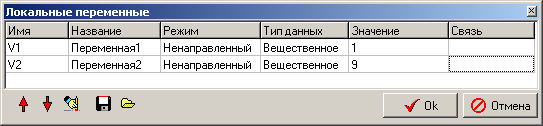 Локальные переменные
Имя Название Режим Тип данных Значение Связь
V1 Переменная1 Ненаправленный Вещественное 1
V2 Переменная2 Ненаправленный Вещественное 9
Ok Отмена